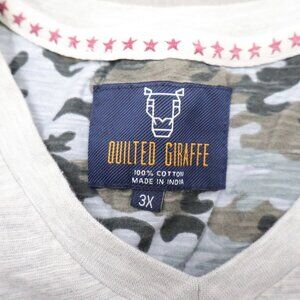 QUILTED GIRAFFE
100% COTTON
MADE IN INDIA
3X